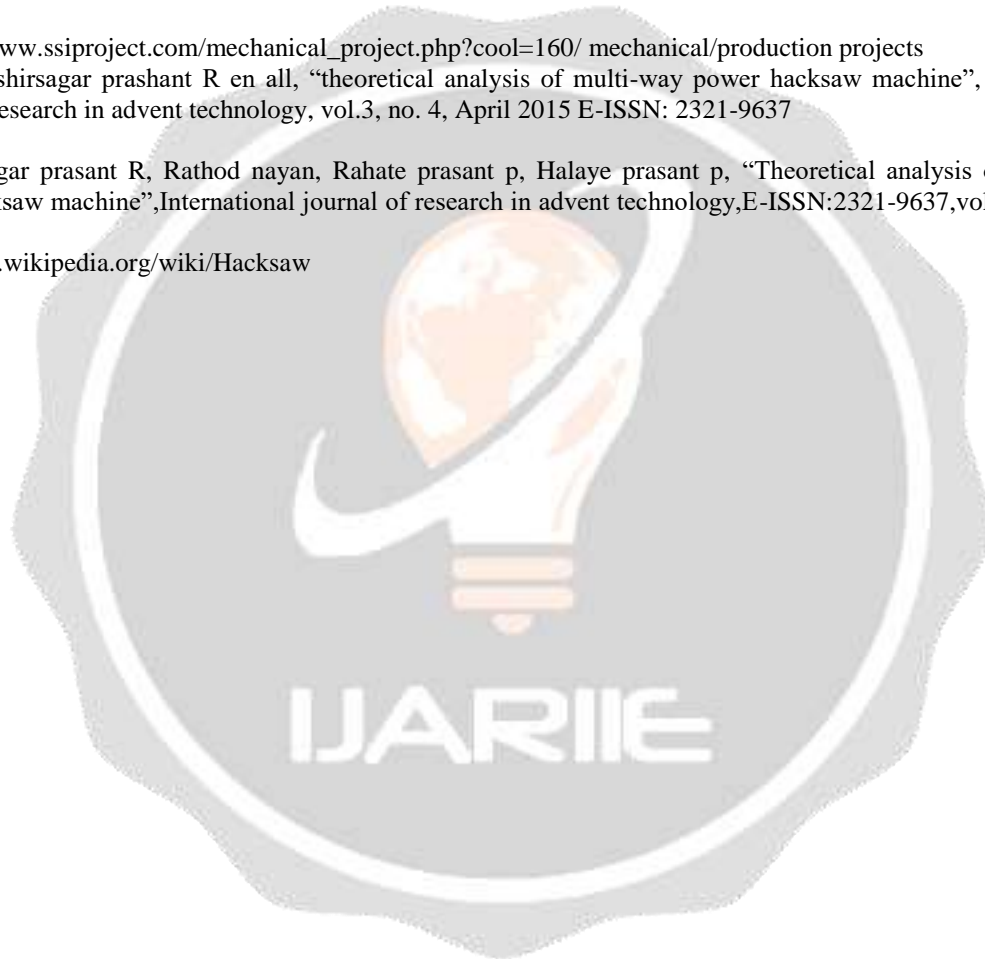 ww.ssiproject.com/mechanical_project.php?cool=160/ mechanical/production projects
shirsagar prashant R en all, “theoretical analysis of multi-way power hacksaw machine”,
esearch in advent technology, vol.3, no. 4, April 2015 E-ISSN: 2321-9637
gar prasant R, Rathod nayan, Rahate prasant p, Halaye prasant p, “Theoretical analysis
ksaw machine”,International journal of research in advent technology,E-ISSN:2321-9637,vol
.wikipedia.org/wiki/Hacksaw
IJARIIE